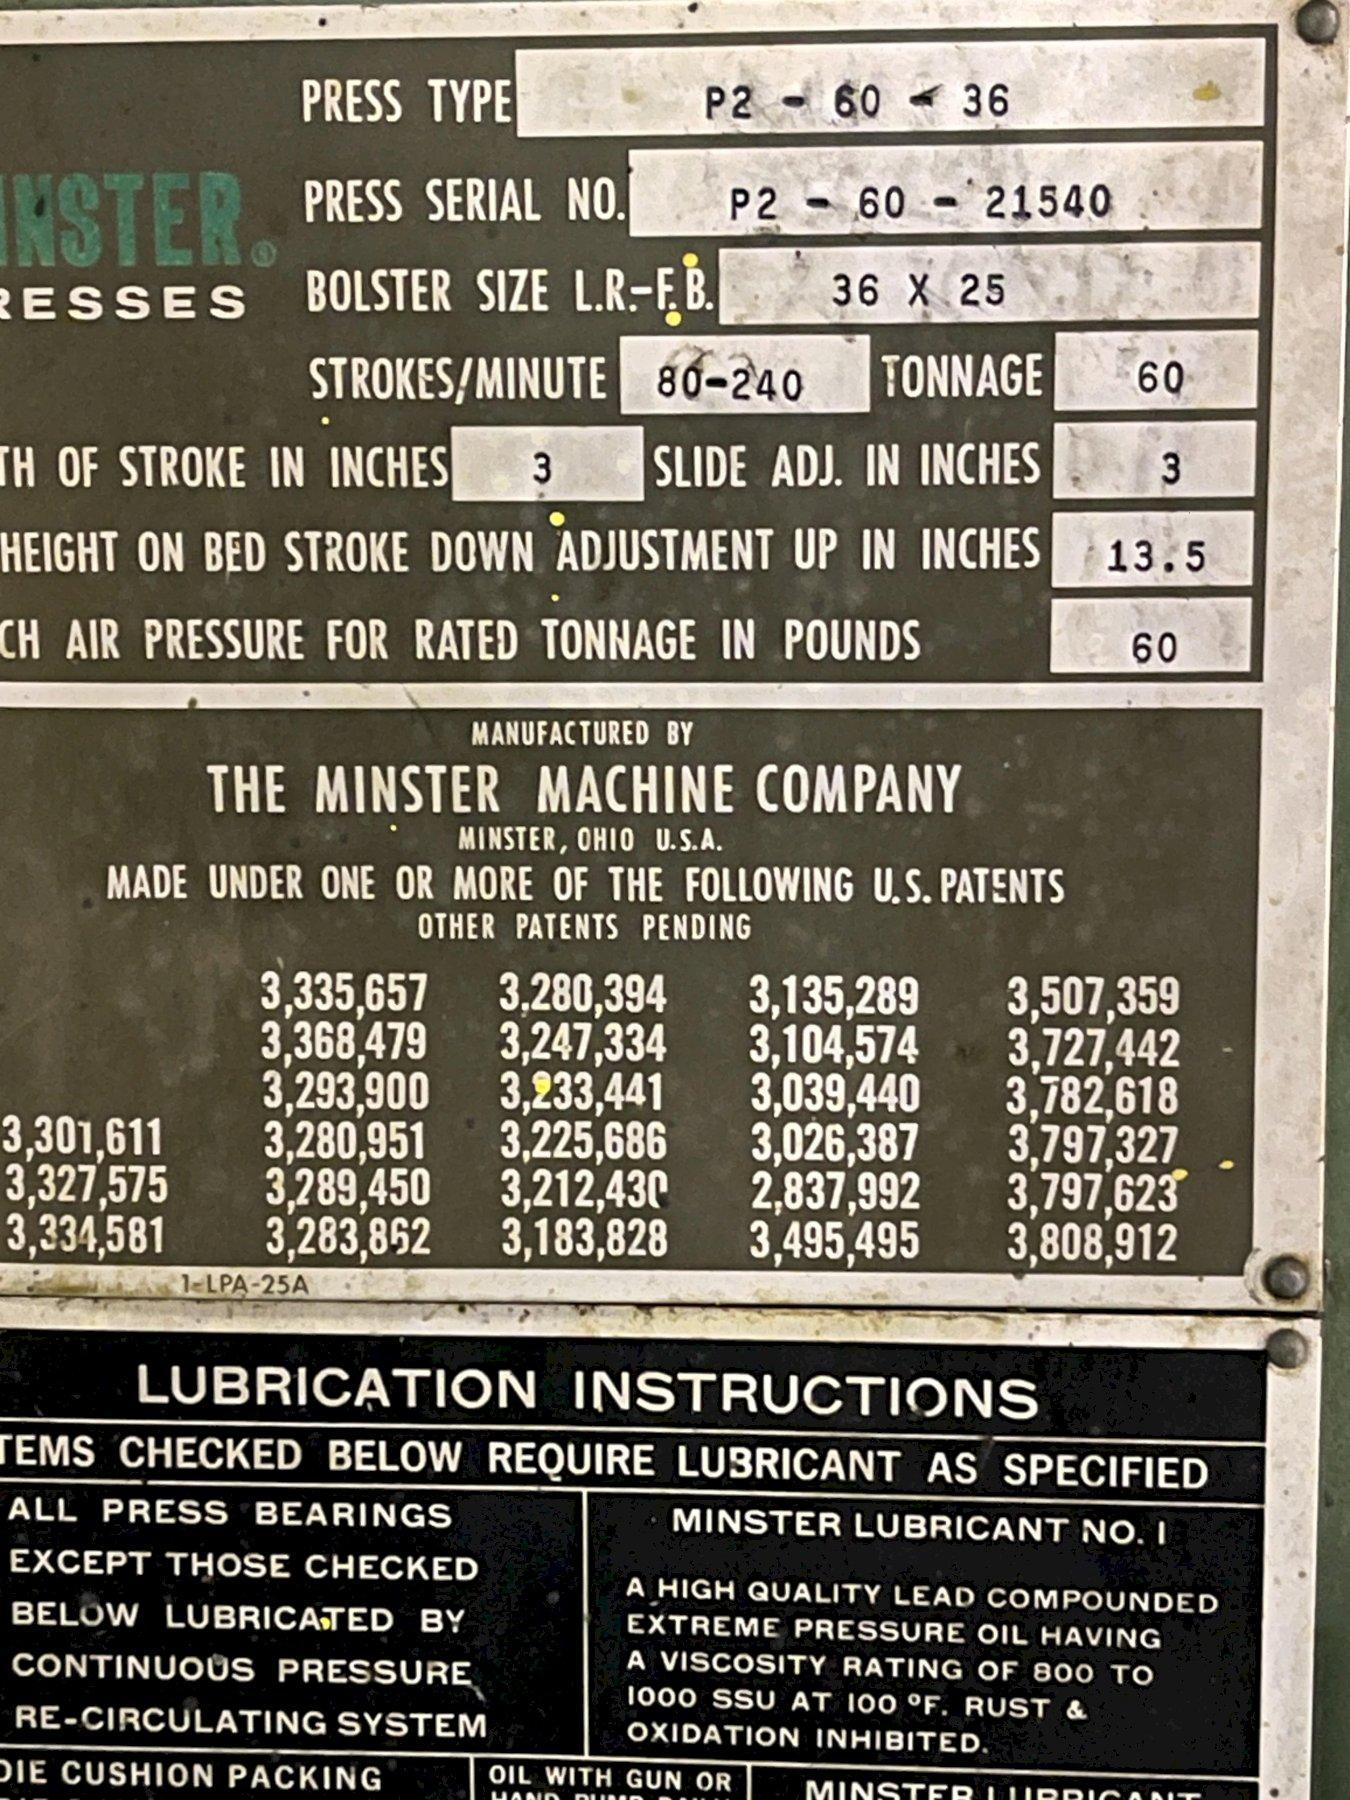 PRESS TYPE P2 - 60 - 36
INSTER® PRESS SERIAL NO. P2 - 60 - 21540
RESSES BOLSTER SIZE L.R.-F.B. 36 X 25
STROKES/MINUTE 80-240 TONNAGE 60
TH OF STROKE IN INCHES 3 SLIDE ADJ. IN INCHES 3
HEIGHT ON BED STROKE DOWN ADJUSTMENT UP IN INCHES 13.5
CH AIR PRESSURE FOR RATED TONNAGE IN POUNDS 60
MANUFACTURED BY
THE MINSTER MACHINE COMPANY
MINSTER, OHIO U.S.A.
MADE UNDER ONE OR MORE OF THE FOLLOWING U.S. PATENTS
OTHER PATENTS PENDING
3,335,657 3,280,394 3,135,289 3,507,359
3,368,479 3,247,334 3,104,574 3,727,442
3,293,900 3,233,441 3,039,440 3,782,618
3,301,611 3,280,951 3,225,686 3,026,387 3,797,327
3,327,575 3,289,450 3,212,430 2,837,992 3,797,623
3,334,581 3,283,862 3,183,828 3,495,495 3,808,912
1-LPA-25A
LUBRICATION INSTRUCTIONS
TEMS CHECKED BELOW REQUIRE LUBRICANT AS SPECIFIED
ALL PRESS BEARINGS
EXCEPT THOSE CHECKED
BELOW LUBRICATED BY
CONTINUOUS PRESSURE
RE-CIRCULATING SYSTEM
MINSTER LUBRICANT NO. 1
A HIGH QUALITY LEAD COMPOUNDED
EXTREME PRESSURE OIL HAVING
A VISCOSITY RATING OF 800 TO
1000 SSU AT 100 °F. RUST &
OXIDATION INHIBITED.
DIE CUSHION PACKING
OIL WITH GUN OR
HAND PUMP DAILY
MINSTER LUBRICANT